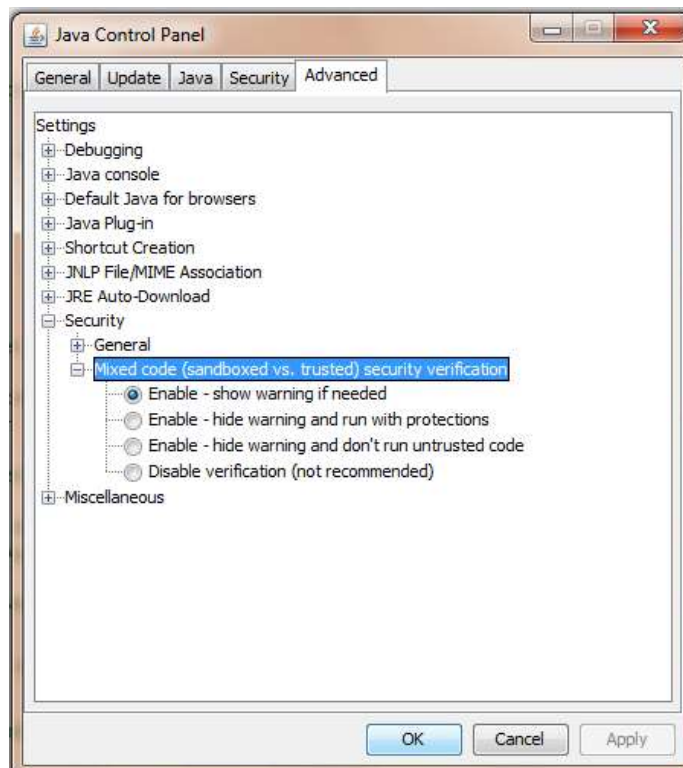 Java Control Panel
General Update Java Security Advanced
Settings
Debugging
Java console
Default Java for browsers
Java Plug-in
Shortcut Creation
JNLP File/MIME Association
JRE Auto-Download
Security
General
Mixed code (sandboxed vs. trusted) security verification
Enable - show warning if needed
Enable - hide warning and run with protections
Enable - hide warning and don't run untrusted code
Disable verification (not recommended)
Miscellaneous
OK Cancel Apply